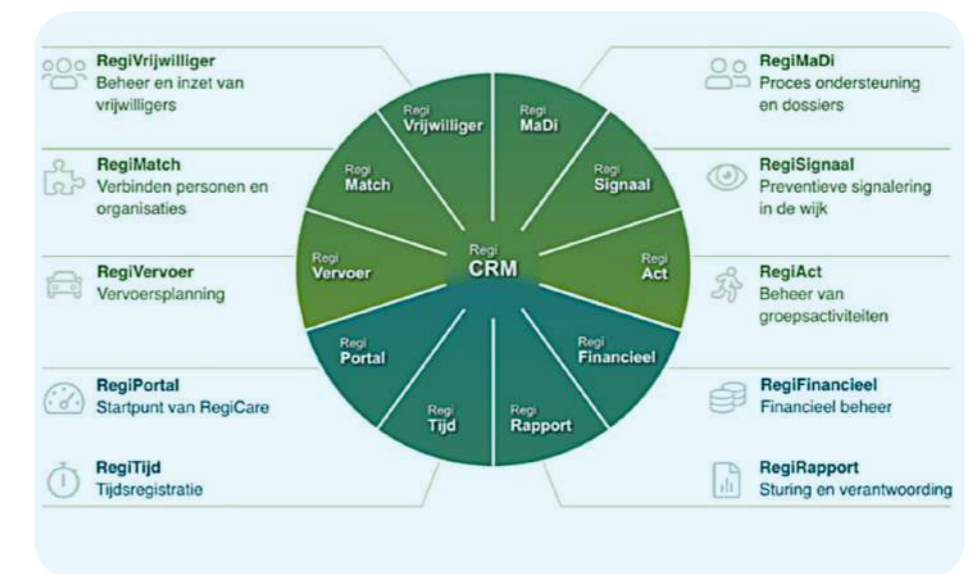 RegiVrijwilliger
Beheer en inzet van
vrijwilligers
RegiMatch
Verbinden personen en
organisaties
RegiVervoer
Vervoersplanning
RegiPortal
Startpunt van RegiCare
RegiTijd
Tijdsregistratie
Regi
Vrijwilliger
Regi
MaDi
Regi
Match
Regi
Signaal
Regi
Vervoer
Regi
CRM
Regi
Act
Regi
Portal
Regi
Financieel
Regi
Tijd
Regi
Rapport
RegiMaDi
Proces ondersteuning
en dossiers
RegiSignaal
Preventieve signalering
in de wijk
RegiAct
Beheer van
groepsactiviteiten
RegiFinancieel
Financieel beheer
RegiRapport
Sturing en verantwoording